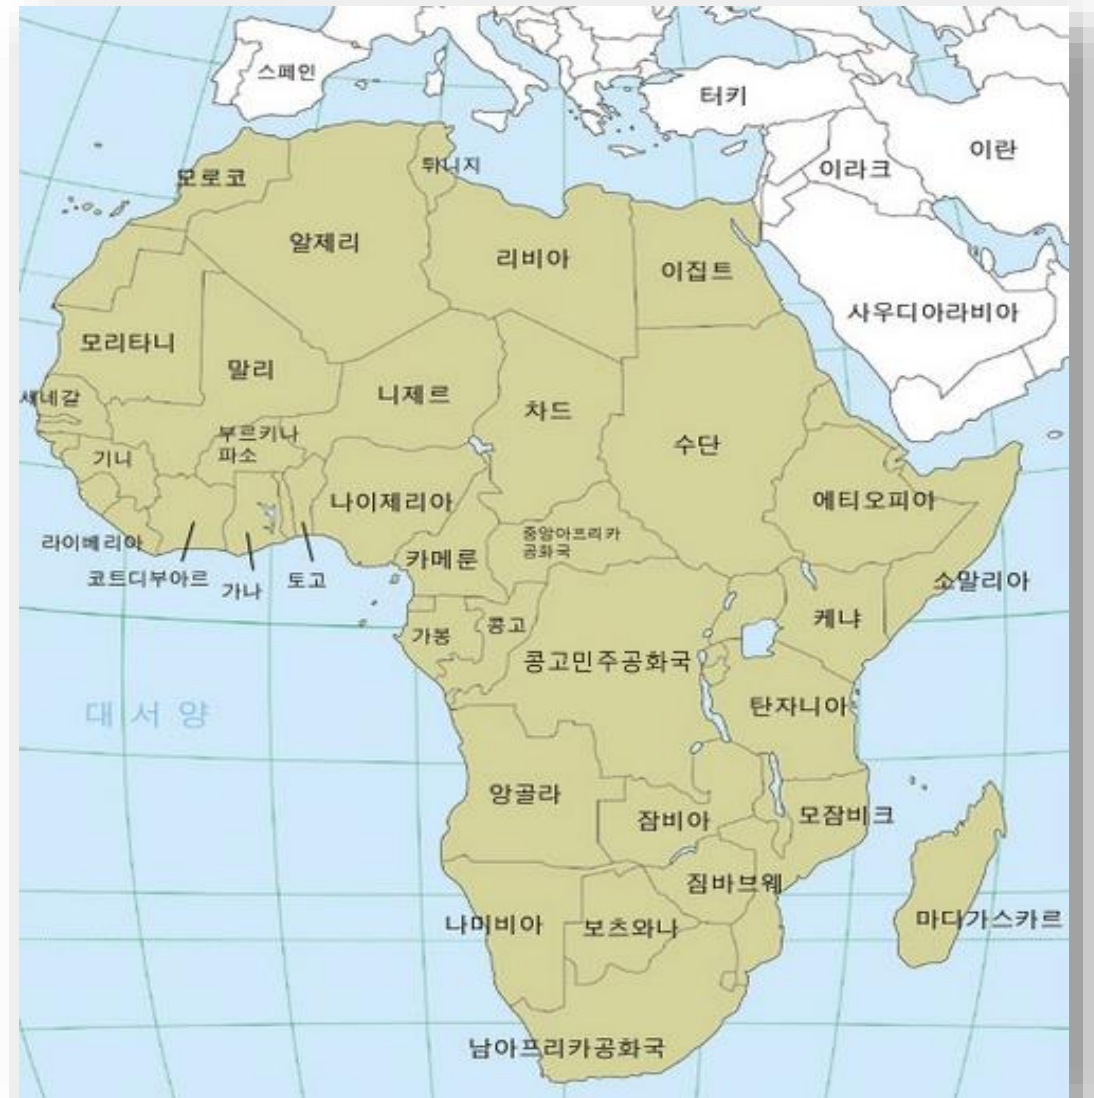 스페인
터키
이란
이라크
튀니지
모로코
알제리
리비아
이집트
사우디아라비아
모리타니
말리
니제르
차드
수단
세네갈
부르키나
파소
기니
나이제리아
에티오피아
중앙아프리카
공화국
라이베리아
코트디부아르
가나
토고
카메룬
소말리아
케냐
가봉
콩고
콩고민주공화국
탄자니아
대서양
앙골라
잠비아
모잠비크
짐바브웨
나미비아
보츠와나
마다가스카르
남아프리카공화국